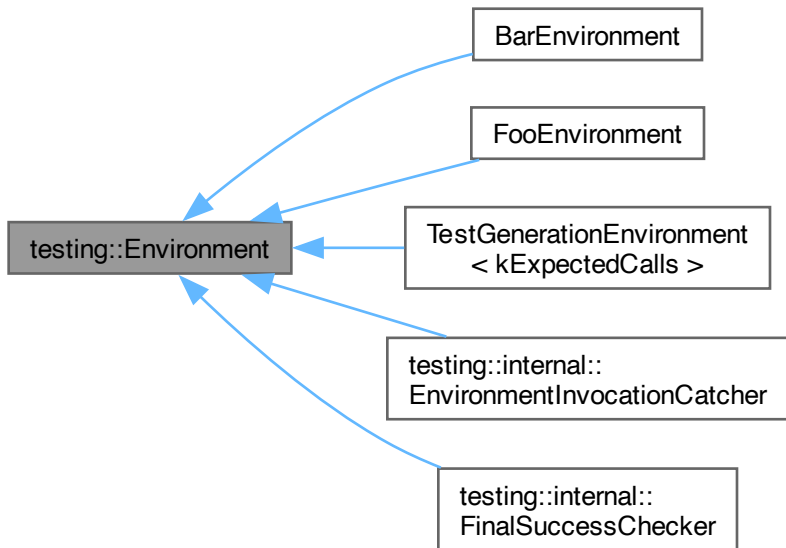 BarEnvironment
FooEnvironment
testing::Environment
TestGenerationEnvironment
< kExpectedCalls >
testing::internal::
EnvironmentInvocationCatcher
testing::internal::
FinalSuccessChecker